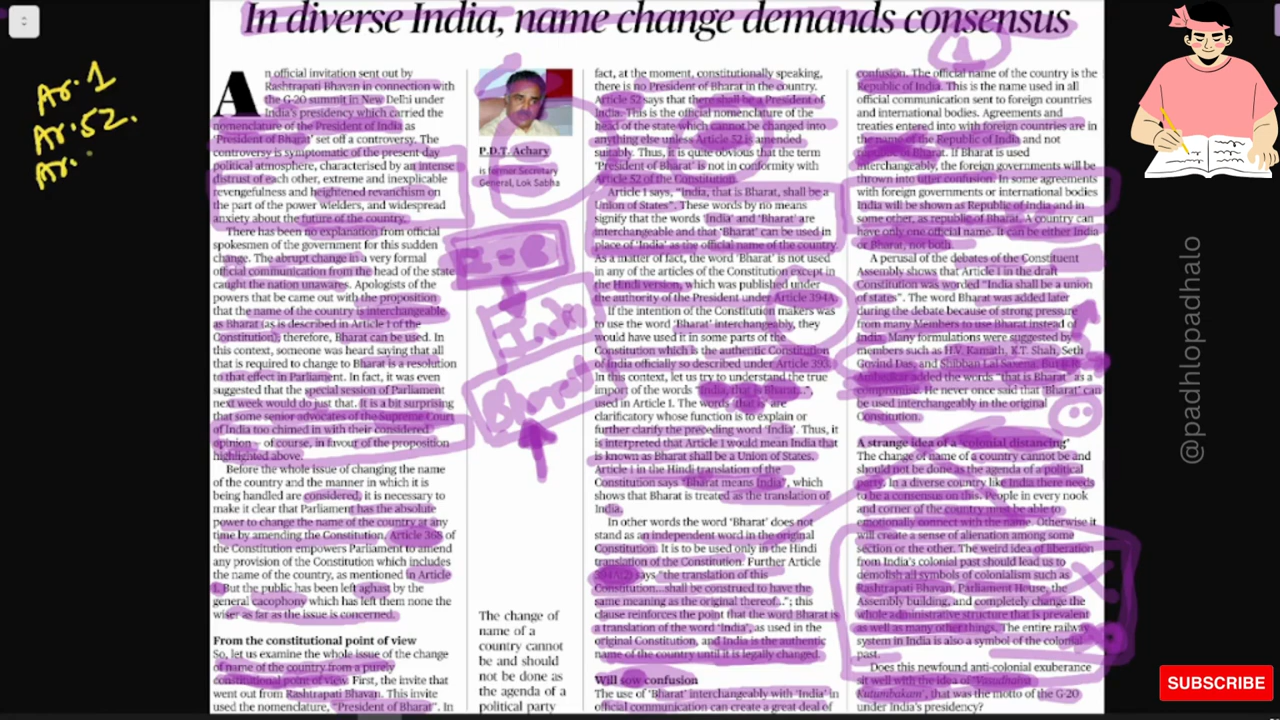 In diverse India, name change demands consensus
Ar. 1
Ar. 52.
Ar.
An official invitation sent out by
Rashtrapati Bhavan in connection with
the G-20 summit in New Delhi under
India's presidency which carried the
nomenclature of the President of India as
'President of Bharat' set off a controversy. The
controversy is symptomatic of the present day
political atmosphere, characterised by an intense
distrust of each other, extreme and inexplicable
revengefulness and heightened revanchism on
the part of the power wielders, and widespread
anxiety about the future of the country.
There has been no explanation from official
spokesmen of the government for this sudden
change. The abrupt change in a very formal
official communication from the head of the state
caught the nation unawares. Apologists of the
powers that be came out with the proposition
that the name of the country is interchangeable
as Bharat (as is described in Article 1 of the
Constitution); therefore, Bharat can be used. In
this context, someone was heard saying that all
that is required to change to Bharat is a resolution
to that effect in Parliament. In fact, it was even
suggested that the special session of Parliament
next week would do just that. It is a bit surprising
that some senior advocates of the Supreme Court
of India too chimed in with their considered
opinion – of course, in favour of the proposition
highlighted above.
Before the whole issue of changing the name
of the country and the manner in which it is
being handled are considered, it is necessary to
make it clear that Parliament has the absolute
power to change the name of the country at any
time by amending the Constitution. Article 368 of
the Constitution empowers Parliament to amend
any provision of the Constitution which includes
the name of the country, as mentioned in Article
1. But the public has been left aghast by the
general cacophony which has left them none the
wiser as far as the issue is concerned.
From the constitutional point of view
So, let us examine the whole issue of the change
of name of the country from a purely
constitutional point of view. First, the invite that
went out from Rashtrapati Bhavan. This invite
used the nomenclature, "President of Bharat". In
P.D.T. Achary
is former Secretary
General, Lok Sabha
India
Bharat
The change of
name of a
country cannot
be and should
not be done as
the agenda of a
political party
fact, at the moment, constitutionally speaking,
there is no President of Bharat in the country.
Article 52 says that there shall be a President of
India. This is the official nomenclature of the
head of the state which cannot be changed into
anything else unless Article 52 is amended
suitably. Thus, it is quite obvious that the term
'President of Bharat' is not in conformity with
Article 52 of the Constitution.
Article 1 says, "India, that is Bharat, shall be a
Union of States". These words by no means
signify that the words 'India' and 'Bharat' are
interchangeable and that 'Bharat' can be used in
place of 'India' as the official name of the country.
As a matter of fact, the word 'Bharat' is not used
in any of the articles of the Constitution except in
the Hindi version, which was published under
the authority of the President under Article 394A.
If the intention of the Constitution makers was
to use the word 'Bharat' interchangeably, they
would have used it in some parts of the
Constitution which is the authentic Constitution
of India officially so described under Article 393.
In this context, let us try to understand the true
import of the words "India, that is Bharat..",
used in Article 1. The words 'that is' are
clarificatory whose function is to explain or
further clarify the preceding word 'India'. Thus, it
is interpreted that Article 1 would mean India that
is known as Bharat shall be a Union of States.
Article 1 in the Hindi translation of the
Constitution says "Bharat means India", which
shows that Bharat is treated as the translation of
India.
In other words the word 'Bharat' does not
stand as an independent word in the original
Constitution. It is to be used only in the Hindi
translation of the Constitution. Further Article
394A(2) says "the translation of this
Constitution...shall be construed to have the
same meaning as the original thereof..."; this
clause reinforces the point that the word Bharat is
a translation of the word 'India', as used in the
original Constitution, and India is the authentic
name of the country until it is legally changed.
Will sow confusion
The use of 'Bharat' interchangeably with 'India' in
official communication can create a great deal of
confusion. The official name of the country is the
Republic of India. This is the name used in all
official communication sent to foreign countries
and international bodies. Agreements and
treaties entered into with foreign countries are in
the name of the Republic of India and not
republic of Bharat. If Bharat is used
interchangeably, the foreign governments will be
thrown into utter confusion. In some agreements
with foreign governments or international bodies
India will be shown as Republic of India and in
some other, as republic of Bharat. A country can
have only one official name. It can be either India
or Bharat, not both.
A perusal of the debates of the Constituent
Assembly shows that Article 1 in the draft
Constitution was worded "India shall be a union
of states". The word Bharat was added later
during the debate because of strong pressure
from many Members to use Bharat instead of
India. Many formulations were suggested by
members such as H.V. Kamath, K.T. Shah, Seth
Govind Das, and Shibban Lal Saxena, but B.R.
Ambedkar added the words "that is Bharat" as a
compromise. He never once said that 'Bharat' can
be used interchangeably in the original
Constitution.
A strange idea of a 'colonial distancing'
The change of name of a country cannot be and
should not be done as the agenda of a political
party. In a diverse country like India there needs
to be a consensus on this. People in every nook
and corner of the country must be able to
emotionally connect with the name. Otherwise it
will create a sense of alienation among some
section or the other. The weird idea of liberation
from India's colonial past should lead us to
demolish all symbols of colonialism such as
Rashtrapati Bhavan, Parliament House, the
Assembly building, and completely change the
whole administrative structure that is prevalent
as well as many other things. The entire railway
system in India is also a symbol of the colonial
past.
Does this newfound anti-colonial exuberance
sit well with the idea of 'Vasudhaiva
Kutumbakam', that was the motto of the G-20
under India's presidency?
@padhlopadhalo
SUBSCRIBE